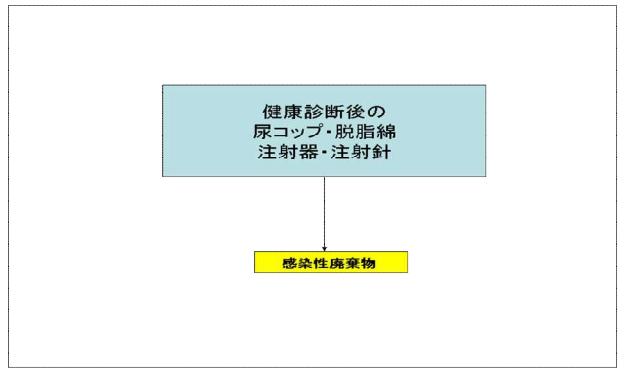 健康診断後の
尿コップ・脱脂綿
注射器・注射針
感染性廃棄物